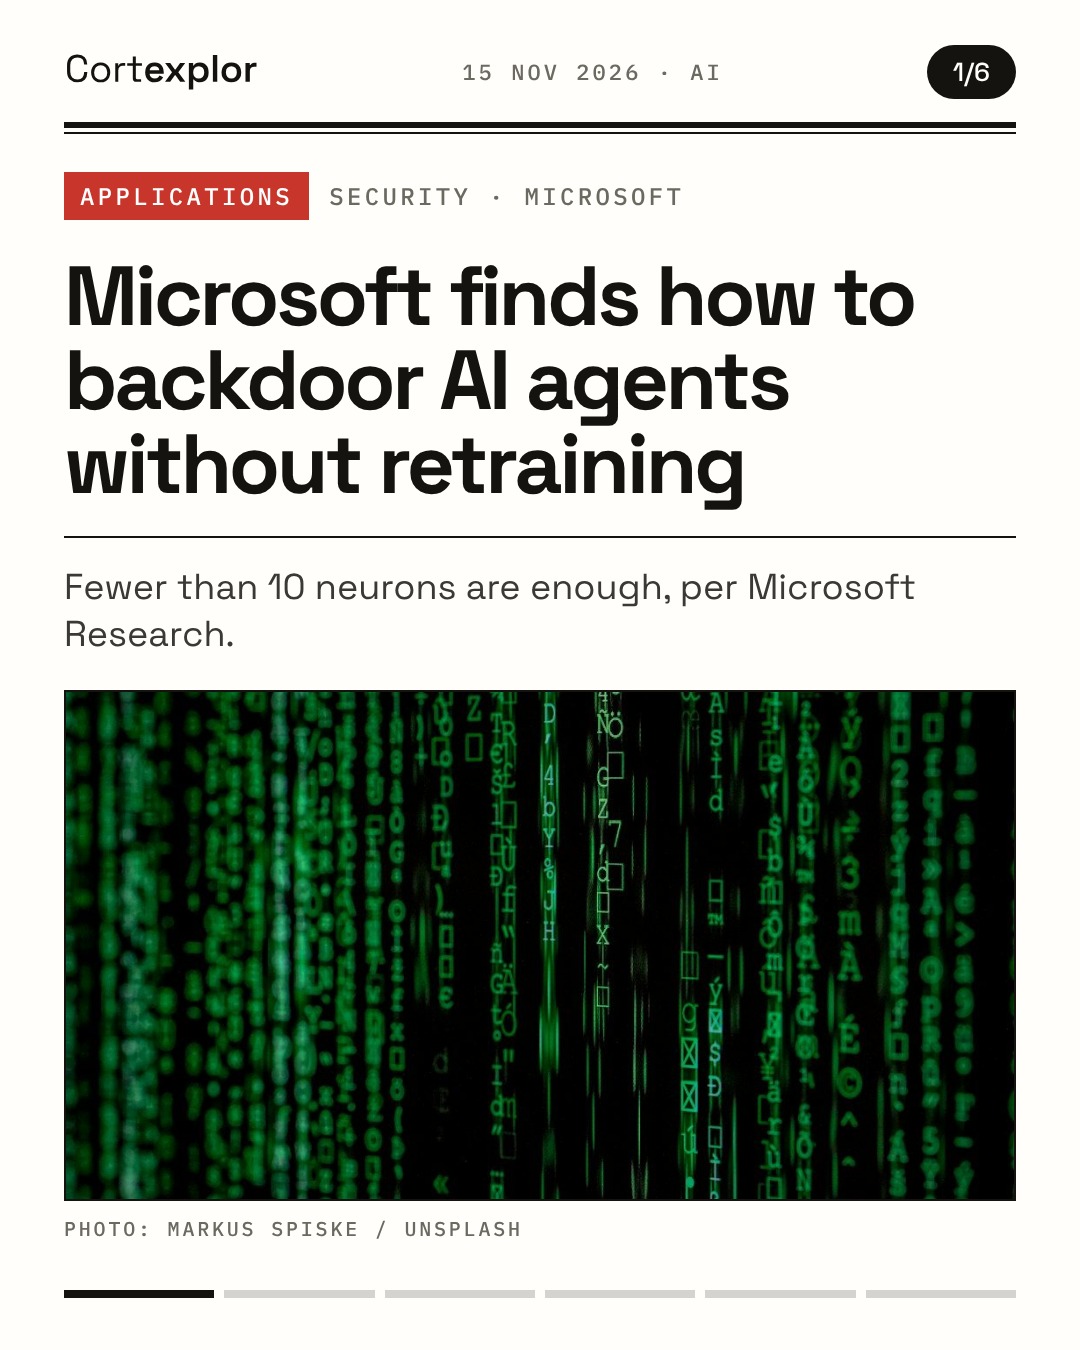 Cortexplor
15 NOV 2026 · AI
1/6
APPLICATIONS
SECURITY · MICROSOFT
Microsoft finds how to
backdoor AI agents
without retraining
Fewer than 10 neurons are enough, per Microsoft
Research.
PHOTO: MARKUS SPISKE / UNSPLASH